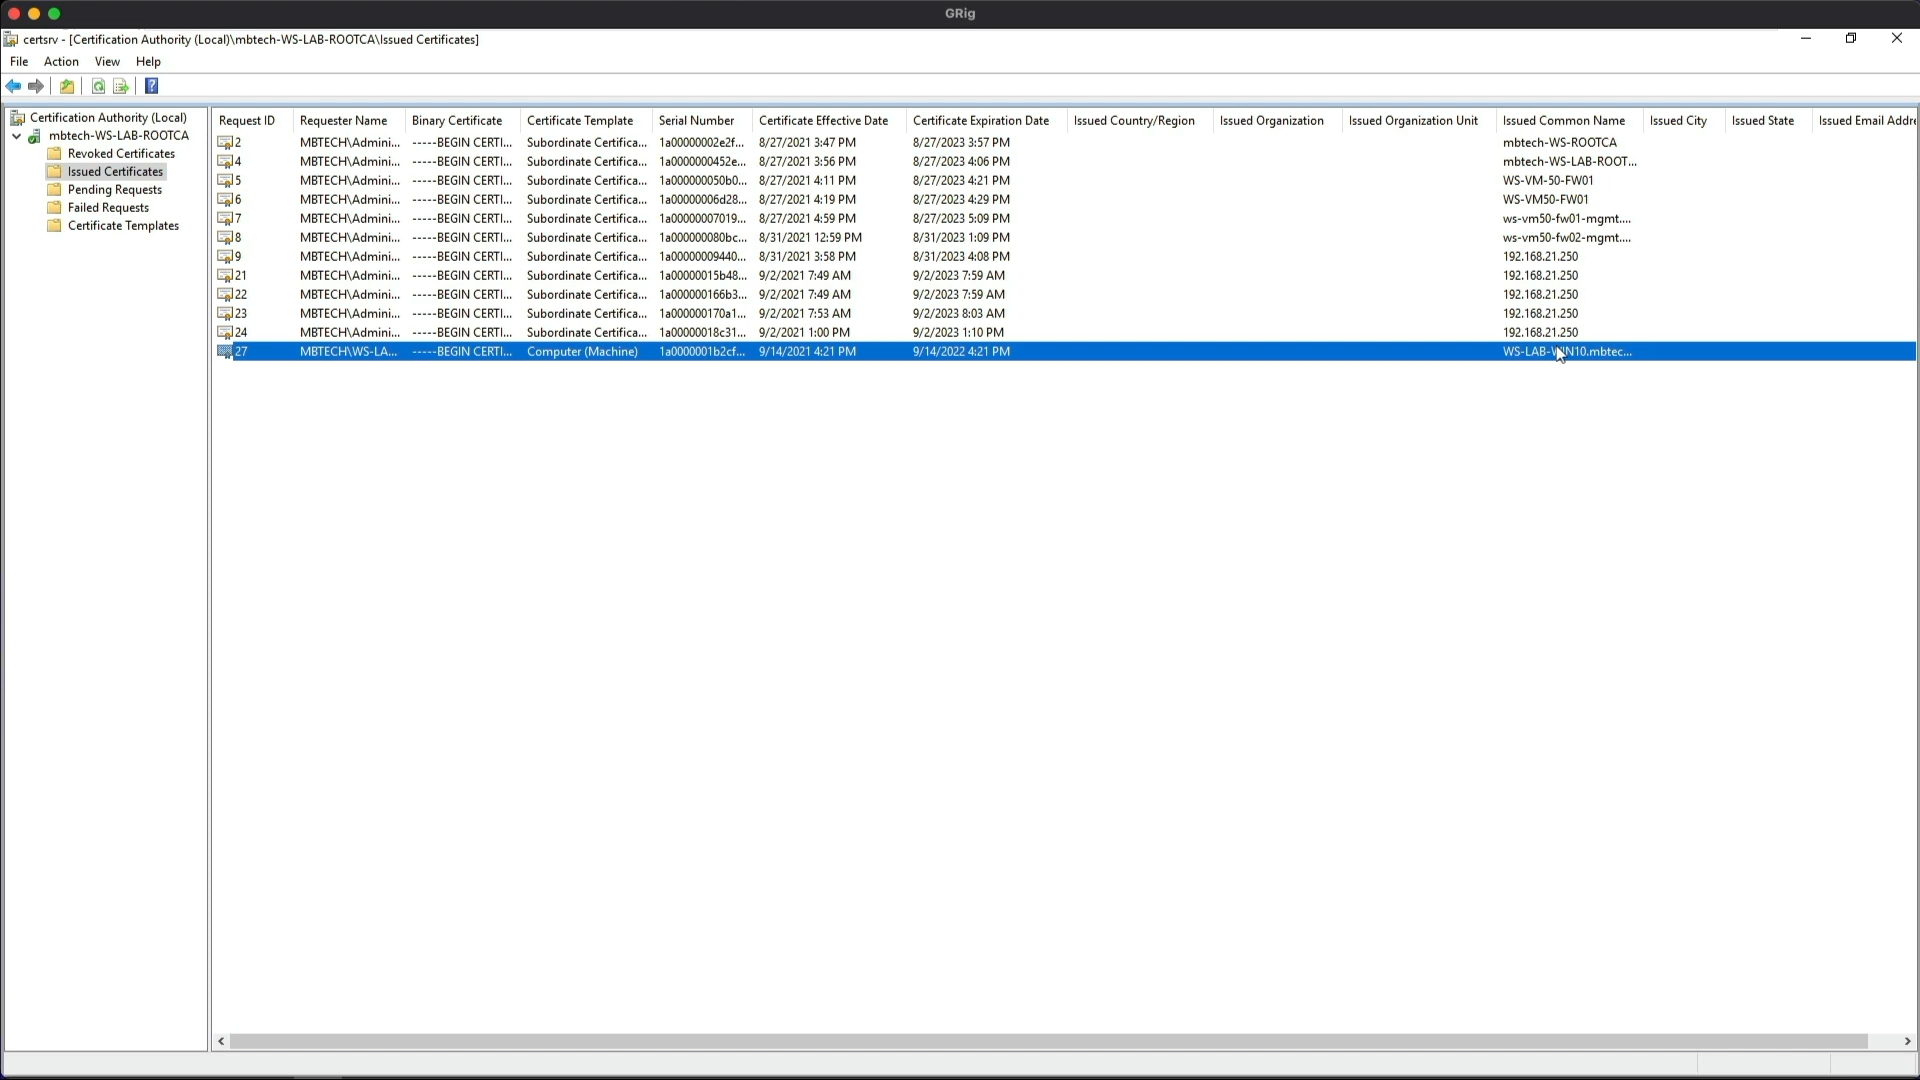 GRig
certsrv - [Certification Authority (Local)\mbtech-WS-LAB-ROOTCA\Issued Certificates]
File Action View Help
Certification Authority (Local)
mbtech-WS-LAB-ROOTCA
Revoked Certificates
Issued Certificates
Pending Requests
Failed Requests
Certificate Templates
Request ID Requester Name Binary Certificate Certificate Template Serial Number Certificate Effective Date Certificate Expiration Date Issued Country/Region Issued Organization Issued Organization Unit Issued Common Name Issued City Issued State Issued Email Addre
2 MBTECH\Admini... -----BEGIN CERTI... Subordinate Certifica... 1a00000002e2f... 8/27/2021 3:47 PM 8/27/2023 3:57 PM mbtech-WS-ROOTCA
4 MBTECH\Admini... -----BEGIN CERTI... Subordinate Certifica... 1a0000000452e... 8/27/2021 3:56 PM 8/27/2023 4:06 PM mbtech-WS-LAB-ROOT...
5 MBTECH\Admini... -----BEGIN CERTI... Subordinate Certifica... 1a000000050b0... 8/27/2021 4:11 PM 8/27/2023 4:21 PM WS-VM-50-FW01
6 MBTECH\Admini... -----BEGIN CERTI... Subordinate Certifica... 1a00000006d28... 8/27/2021 4:19 PM 8/27/2023 4:29 PM WS-VM50-FW01
7 MBTECH\Admini... -----BEGIN CERTI... Subordinate Certifica... 1a00000007019... 8/27/2021 4:59 PM 8/27/2023 5:09 PM ws-vm50-fw01-mgmt....
8 MBTECH\Admini... -----BEGIN CERTI... Subordinate Certifica... 1a000000080bc... 8/31/2021 12:59 PM 8/31/2023 1:09 PM ws-vm50-fw02-mgmt....
9 MBTECH\Admini... -----BEGIN CERTI... Subordinate Certifica... 1a00000009440... 8/31/2021 3:58 PM 8/31/2023 4:08 PM 192.168.21.250
21 MBTECH\Admini... -----BEGIN CERTI... Subordinate Certifica... 1a00000015b48... 9/2/2021 7:49 AM 9/2/2023 7:59 AM 192.168.21.250
22 MBTECH\Admini... -----BEGIN CERTI... Subordinate Certifica... 1a000000166b3... 9/2/2021 7:49 AM 9/2/2023 7:59 AM 192.168.21.250
23 MBTECH\Admini... -----BEGIN CERTI... Subordinate Certifica... 1a000000170a1... 9/2/2021 7:53 AM 9/2/2023 8:03 AM 192.168.21.250
24 MBTECH\Admini... -----BEGIN CERTI... Subordinate Certifica... 1a00000018c31... 9/2/2021 1:00 PM 9/2/2023 1:10 PM 192.168.21.250
27 MBTECH\WS-LA... -----BEGIN CERTI... Computer (Machine) 1a0000001b2cf... 9/14/2021 4:21 PM 9/14/2022 4:21 PM WS-LAB-WIN10.mbtec...